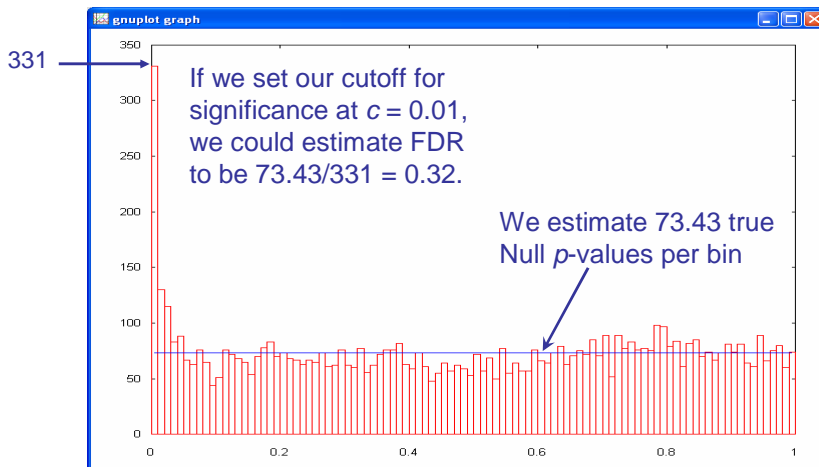 gnuplot graph
331
If we set our cutoff for
significance at c = 0.01,
we could estimate FDR
to be 73.43/331 = 0.32.
We estimate 73.43 true
Null p-values per bin
350
300
250
200
150
100
50
0
0 0.2 0.4 0.6 0.8 1